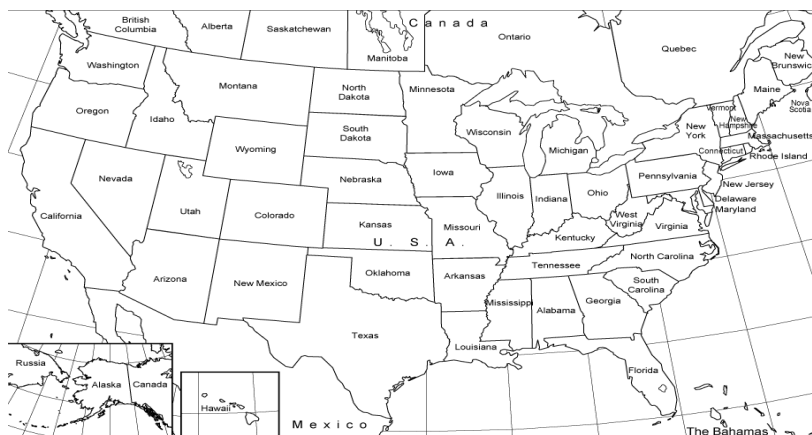 British
Columbia
Alberta
Saskatchewan
Manitoba
Canada
Ontario
Quebec
New
Brunswick
Nova
Scotia
Washington
Montana
North
Dakota
Minnesota
Maine
Vermont
New
Hampshire
Massachusetts
Oregon
Idaho
South
Dakota
Wisconsin
Michigan
New
York
Connecticut
Rhode Island
Wyoming
Nebraska
Iowa
Pennsylvania
New Jersey
Nevada
Utah
Colorado
Kansas
Missouri
Illinois
Indiana
Ohio
West
Virginia
Virginia
Delaware
Maryland
California
U. S. A.
Kentucky
North Carolina
Arizona
New Mexico
Oklahoma
Arkansas
Tennessee
South
Carolina
Texas
Mississippi
Alabama
Georgia
Louisiana
Florida
Russia
Alaska
Canada
Hawaii
Mexico
The Bahamas